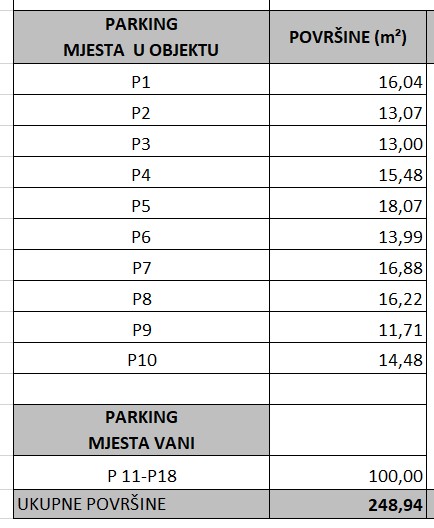 PARKING
MJESTA U OBJEKTU
POVRŠINE (m²)
P1 16,04
P2 13,07
P3 13,00
P4 15,48
P5 18,07
P6 13,99
P7 16,88
P8 16,22
P9 11,71
P10 14,48
PARKING
MJESTA VANI
P 11-P18 100,00
UKUPNE POVRŠINE 248,94